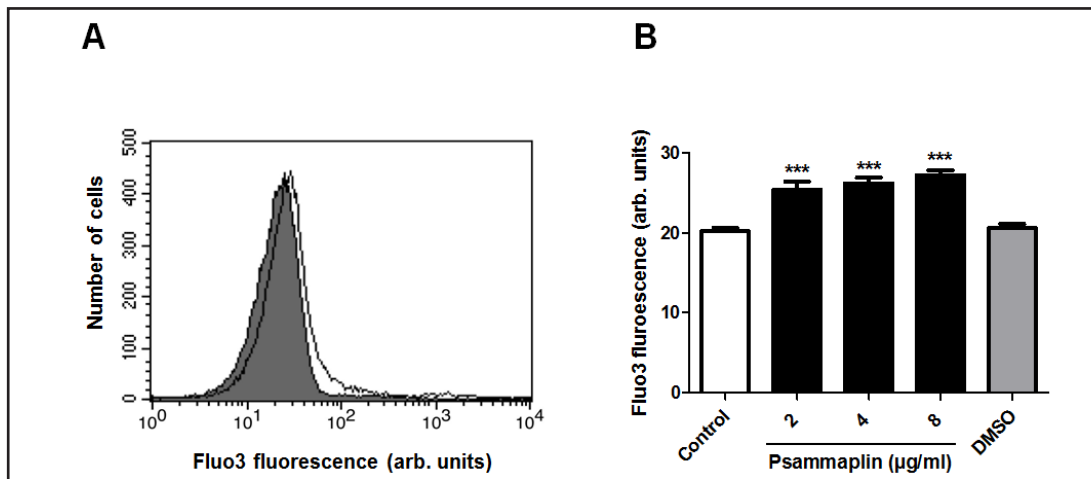 A
Number of cells
500
400
300
200
100
0
10^0 10^1 10^2 10^3 10^4
Fluo3 fluorescence (arb. units)
B
Fluo3 fluroescence (arb. units)
30
20
10
0
*** *** ***
Control 2 4 8 DMSO
Psammaplin (µg/ml)